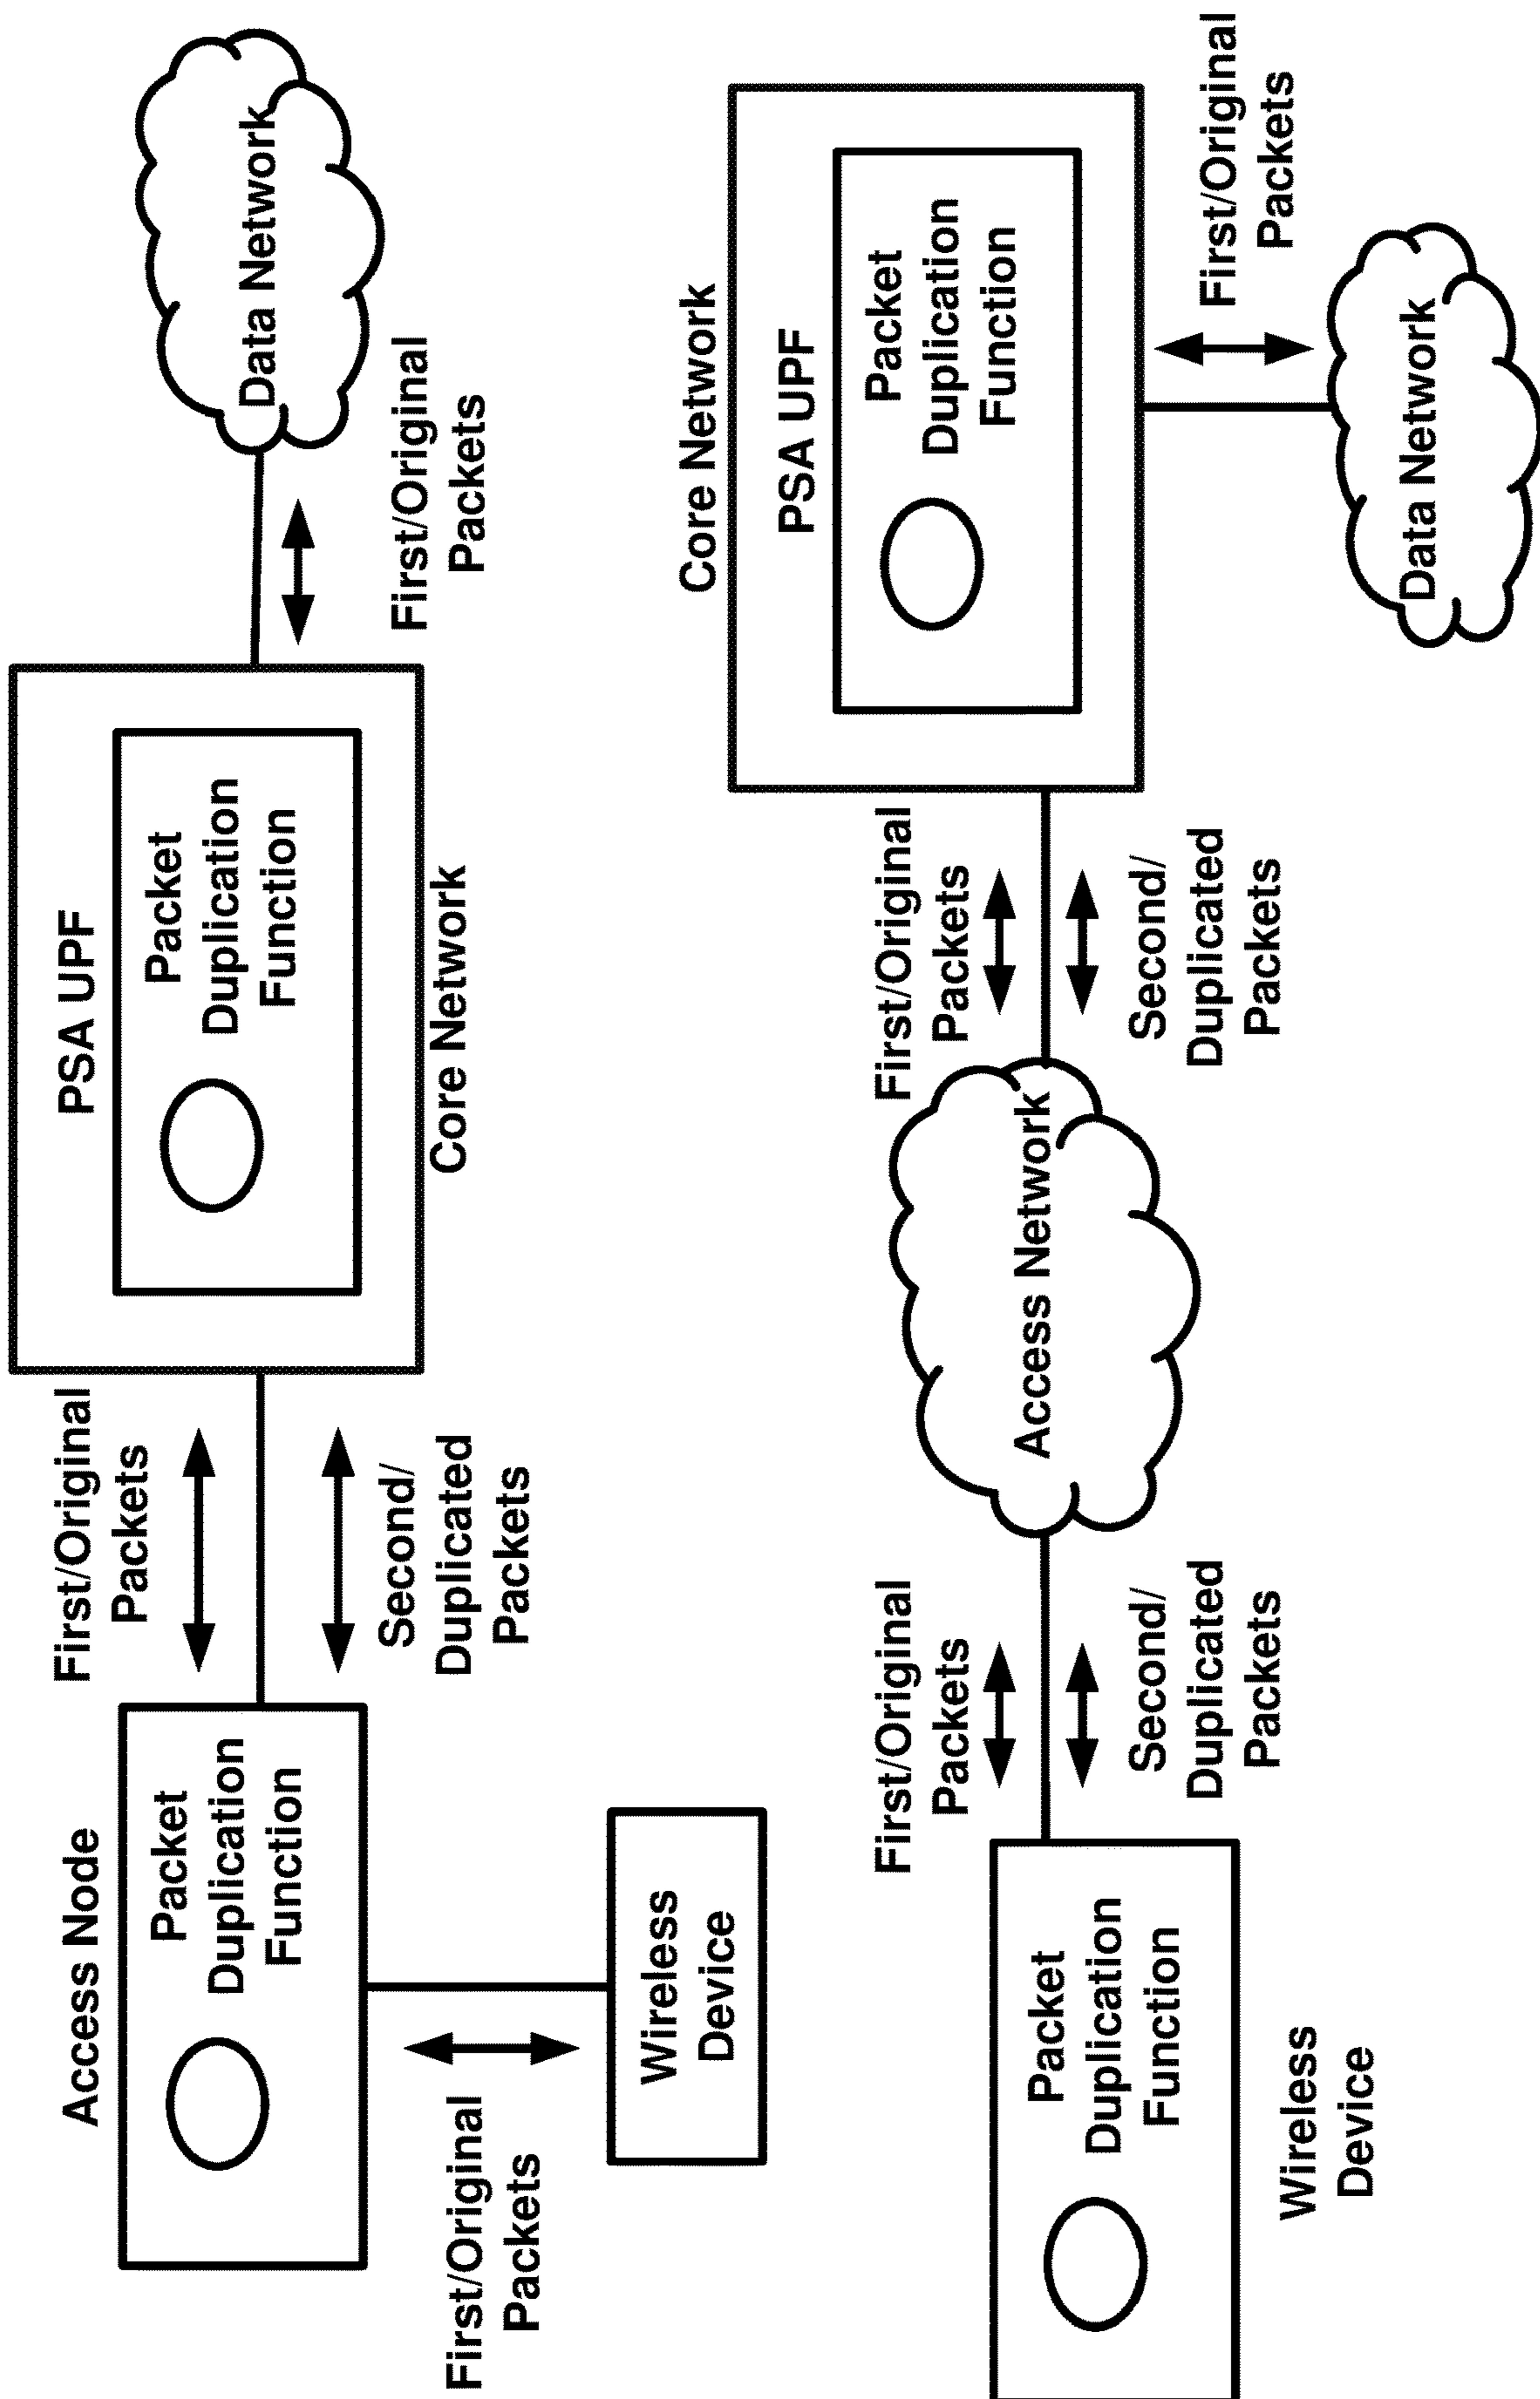 Access Node
Packet
Duplication
Function
First/Original
Packets
Wireless
Device
First/Original
Packets
Second/
Duplicated
Packets
PSA UPF
Packet
Duplication
Function
Core Network
First/Original
Packets
Data Network
Packet
Duplication
Function
Wireless
Device
First/Original
Packets
Second/
Duplicated
Packets
Access Network
First/Original
Packets
Second/
Duplicated
Packets
Core Network
PSA UPF
Packet
Duplication
Function
First/Original
Packets
Data Network